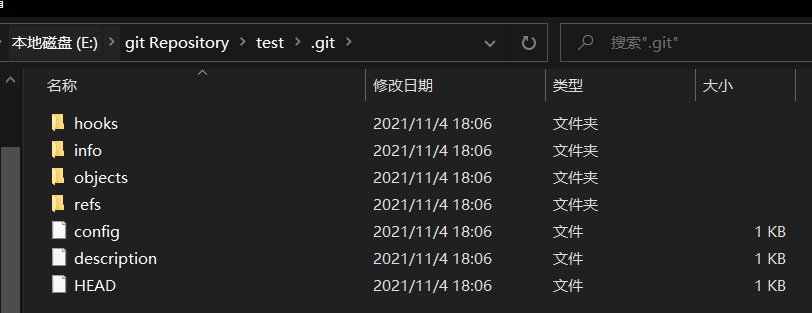 本地磁盘 (E:) > git Repository > test > .git >
搜索".git"
名称 修改日期 类型 大小
hooks 2021/11/4 18:06 文件夹
info 2021/11/4 18:06 文件夹
objects 2021/11/4 18:06 文件夹
refs 2021/11/4 18:06 文件夹
config 2021/11/4 18:06 文件 1 KB
description 2021/11/4 18:06 文件 1 KB
HEAD 2021/11/4 18:06 文件 1 KB